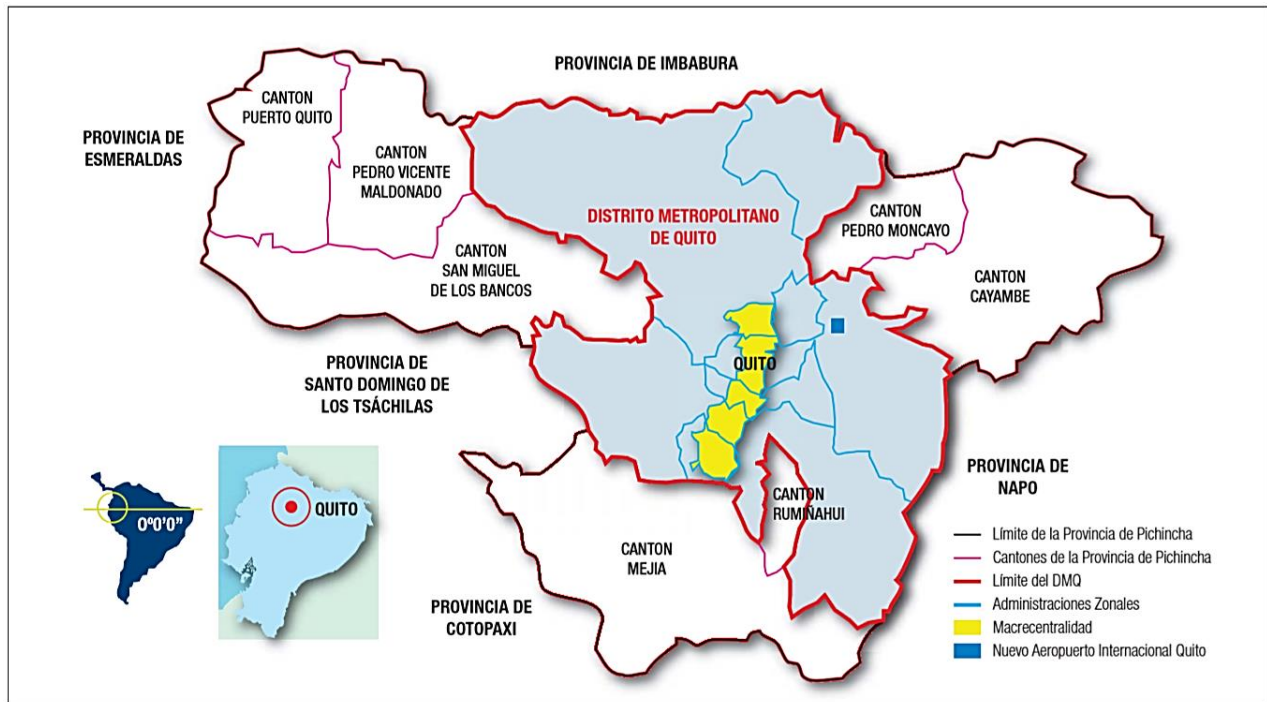 PROVINCIA DE IMBABURA
CANTON
PUERTO QUITO
PROVINCIA DE
ESMERALDAS
CANTON
PEDRO VICENTE
MALDONADO
DISTRITO METROPOLITANO
DE QUITO
CANTON
PEDRO MONCAYO
CANTON
SAN MIGUEL
DE LOS BANCOS
CANTON
CAYAMBE
PROVINCIA DE
SANTO DOMINGO DE
LOS TSÁCHILAS
QUITO
PROVINCIA DE
NAPO
CANTON
RUMIÑAHUI
0º0'0"
QUITO
CANTON
MEJIA
PROVINCIA DE
COTOPAXI
Límite de la Provincia de Pichincha
Cantones de la Provincia de Pichincha
Límite del DMQ
Administraciones Zonales
Macrecentralidad
Nuevo Aeropuerto Internacional Quito